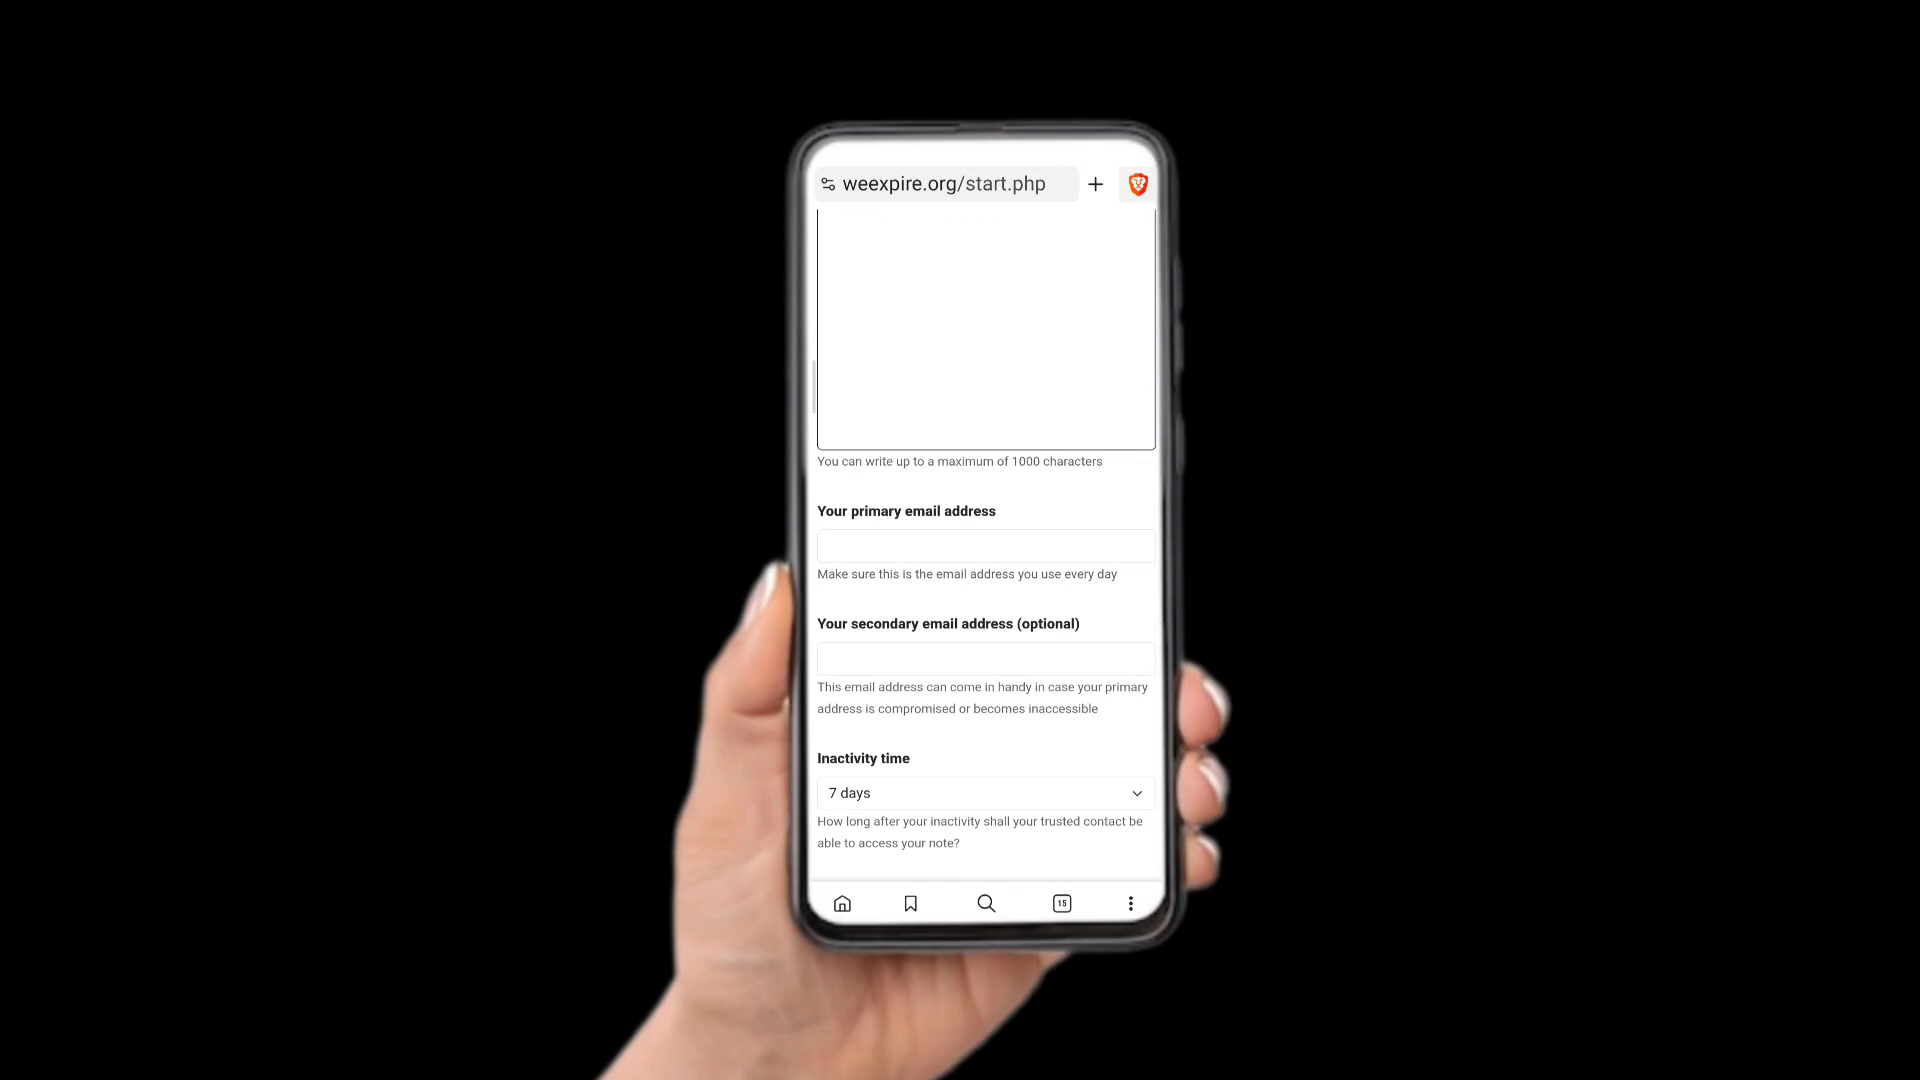 weexpire.org/start.php
You can write up to a maximum of 1000 characters
Your primary email address
Make sure this is the email address you use every day
Your secondary email address (optional)
This email address can come in handy in case your primary
address is compromised or becomes inaccessible
Inactivity time
7 days
How long after your inactivity shall your trusted contact be
able to access your note?
15